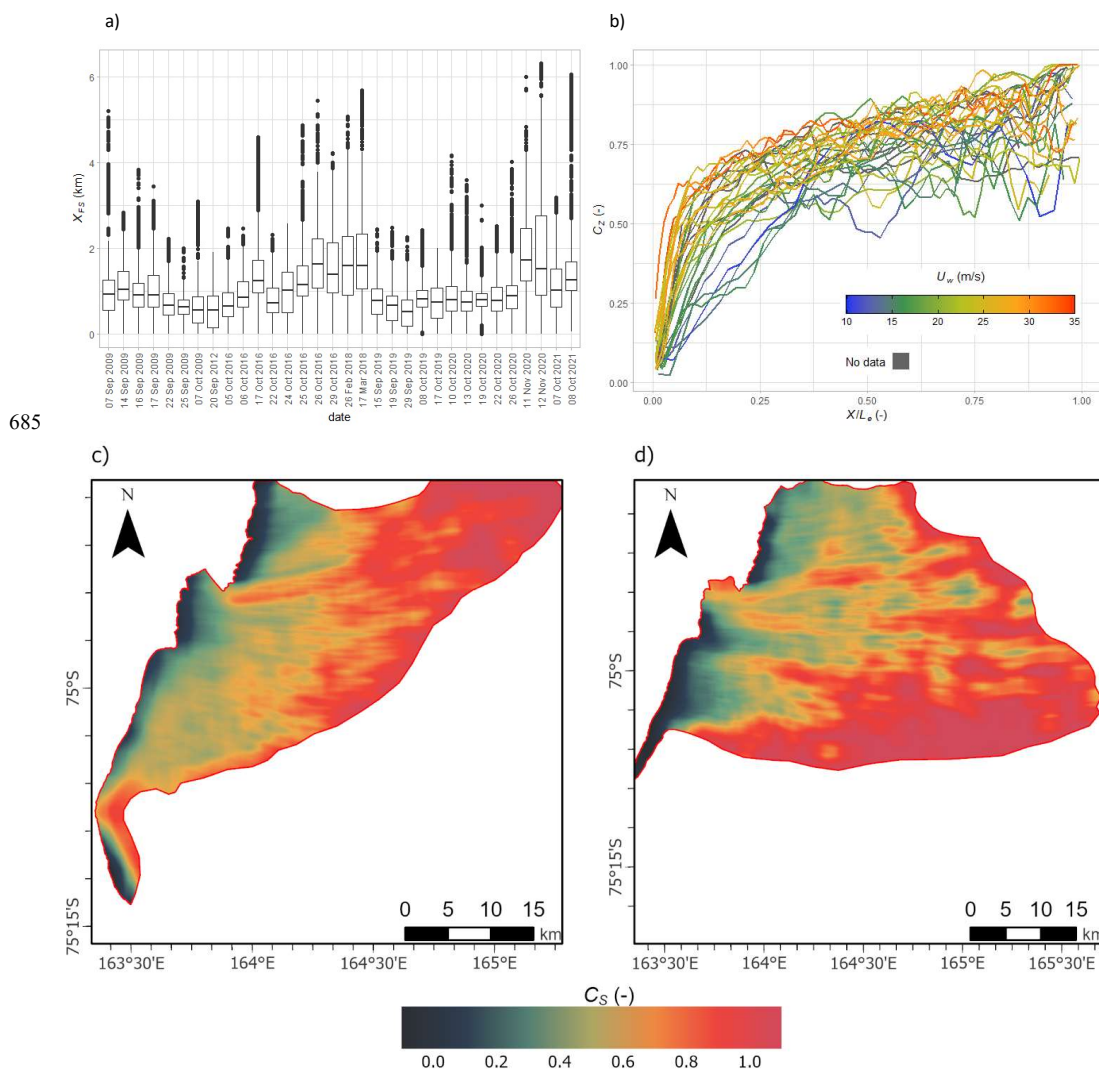 a)
6
4
2
0
X_FS (km)
07 Sep 2009
14 Sep 2009
16 Sep 2009
17 Sep 2009
22 Sep 2009
25 Sep 2009
07 Oct 2009
20 Sep 2012
05 Oct 2016
06 Oct 2016
17 Oct 2016
22 Oct 2016
24 Oct 2016
25 Oct 2016
26 Oct 2016
29 Oct 2016
26 Feb 2018
17 Mar 2018
15 Sep 2019
19 Sep 2019
29 Sep 2019
08 Oct 2019
17 Oct 2019
10 Oct 2020
13 Oct 2020
19 Oct 2020
22 Oct 2020
26 Oct 2020
11 Nov 2020
12 Nov 2020
07 Oct 2021
08 Oct 2021
date
b)
1.00
0.75
0.50
0.25
0.00
C_Z (-)
U_w (m/s)
10 15 20 25 30 35
No data
0.00 0.25 0.50 0.75 1.00
X/L_e (-)
685
c)
N
75°S
75°15'S
0 5 10 15
km
163°30'E 164°E 164°30'E 165°E
d)
N
75°S
75°15'S
0 5 10 15
km
163°30'E 164°E 164°30'E 165°E 165°30'E
C_S (-)
0.0 0.2 0.4 0.6 0.8 1.0